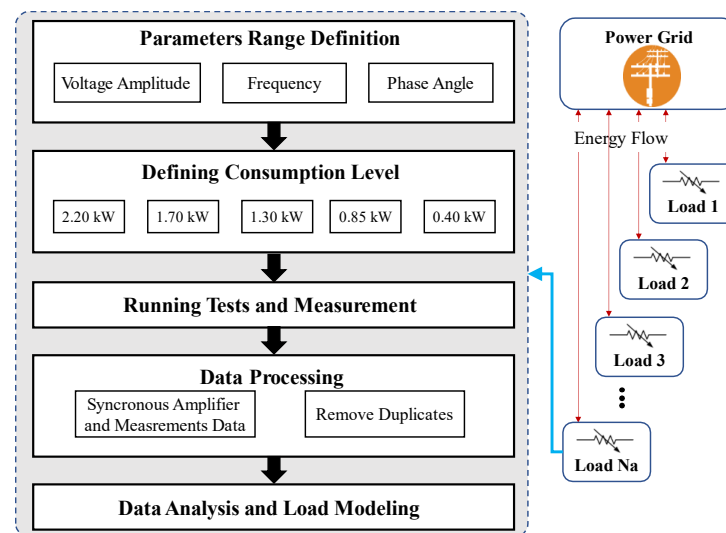 Parameters Range Definition
Voltage Amplitude
Frequency
Phase Angle
Defining Consumption Level
2.20 kW
1.70 kW
1.30 kW
0.85 kW
0.40 kW
Running Tests and Measurement
Data Processing
Syncronous Amplifier
and Measrements Data
Remove Duplicates
Data Analysis and Load Modeling
Power Grid
Energy Flow
Load 1
Load 2
Load 3
Load Na